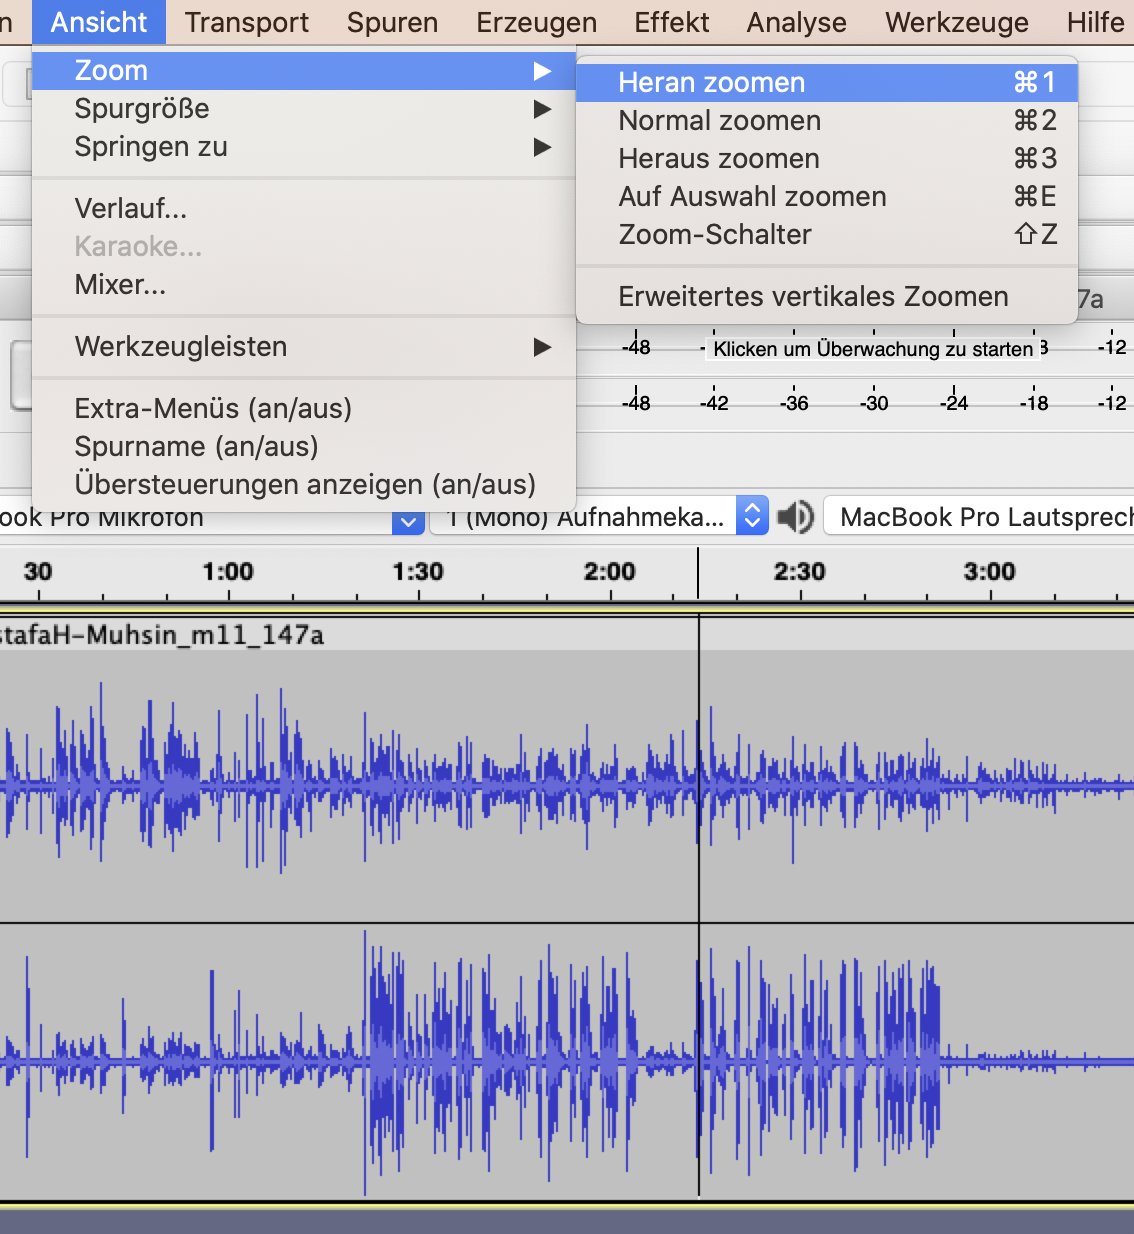 n Ansicht Transport Spuren Erzeugen Effekt Analyse Werkzeuge Hilfe
Zoom ▶
Spurgröße ▶
Springen zu ▶
Verlauf...
Karaoke...
Mixer...
Werkzeugleisten ▶
Extra-Menüs (an/aus)
Spurname (an/aus)
Übersteuerungen anzeigen (an/aus)
Heran zoomen ⌘1
Normal zoomen ⌘2
Heraus zoomen ⌘3
Auf Auswahl zoomen ⌘E
Zoom-Schalter ⇧Z
Erweitertes vertikales Zoomen
7a
-48 - Klicken um Überwachung zu starten 8 -12
-48 -42 -36 -30 -24 -18 -12
ook Pro Mikrofon 1 (Mono) Aufnahmeka... MacBook Pro Lautsprech
30 1:00 1:30 2:00 2:30 3:00
stafaH-Muhsin_m11_147a